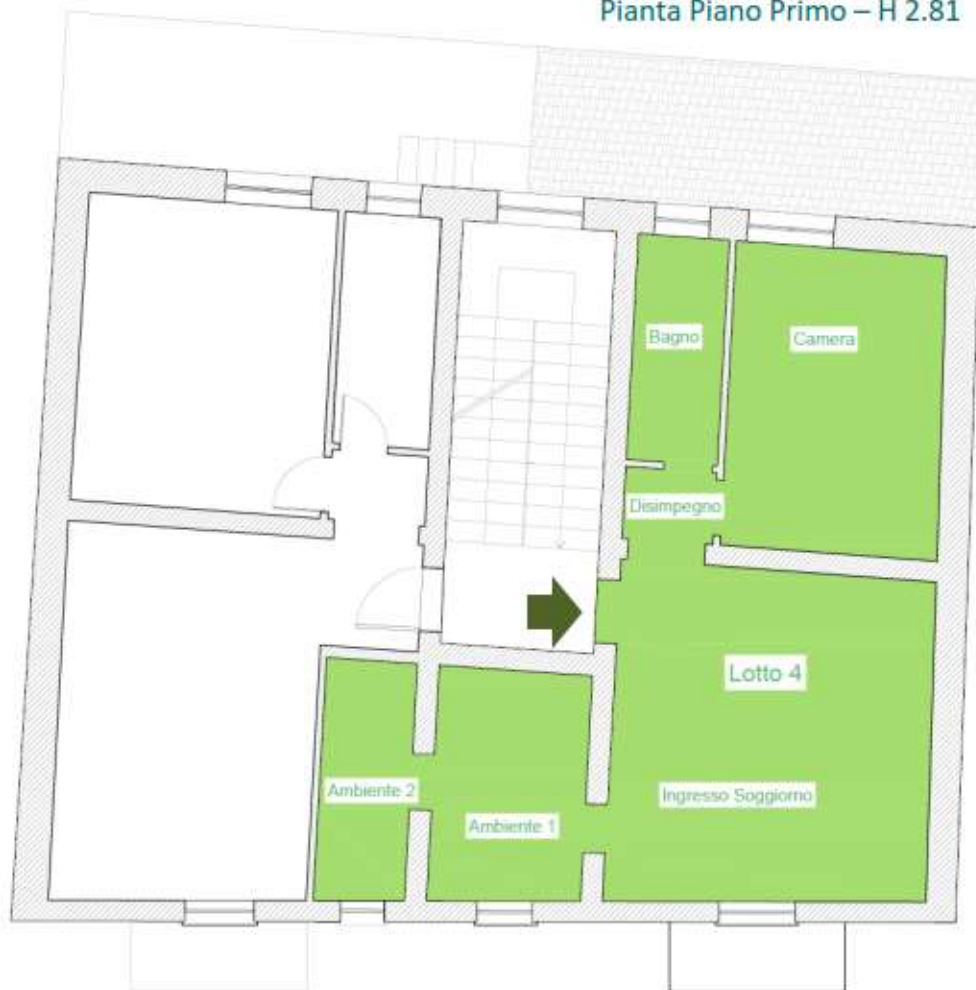 Pianta Piano Primo – H 2.81
Bagno
Camera
Disimpegno
Lotto 4
Ambiente 2
Ingresso Soggiorno
Ambiente 1